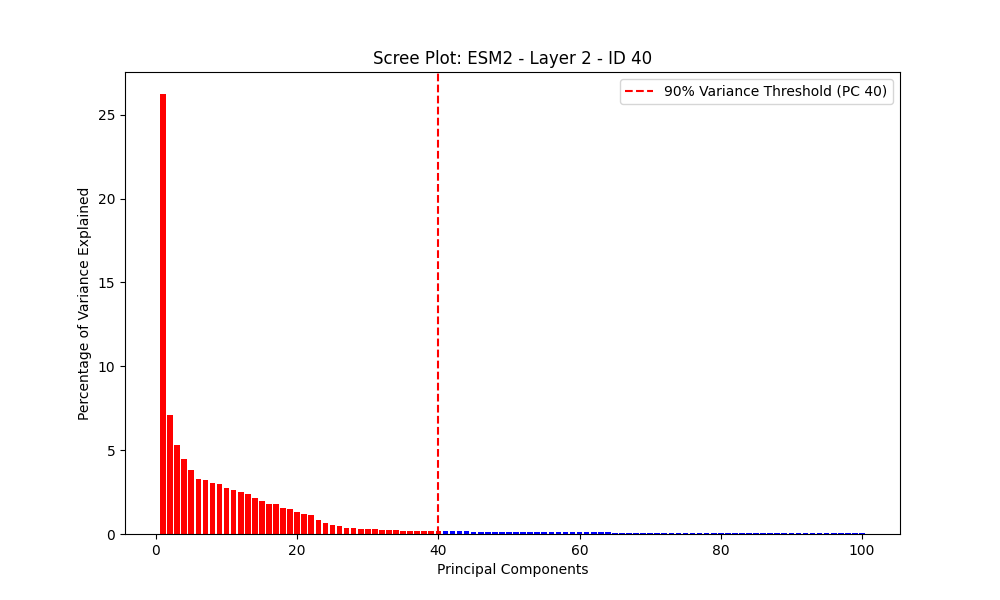 Scree Plot: ESM2 - Layer 2 - ID 40
90% Variance Threshold (PC 40)
25
20
15
10
5
0
Percentage of Variance Explained
0 20 40 60 80 100
Principal Components